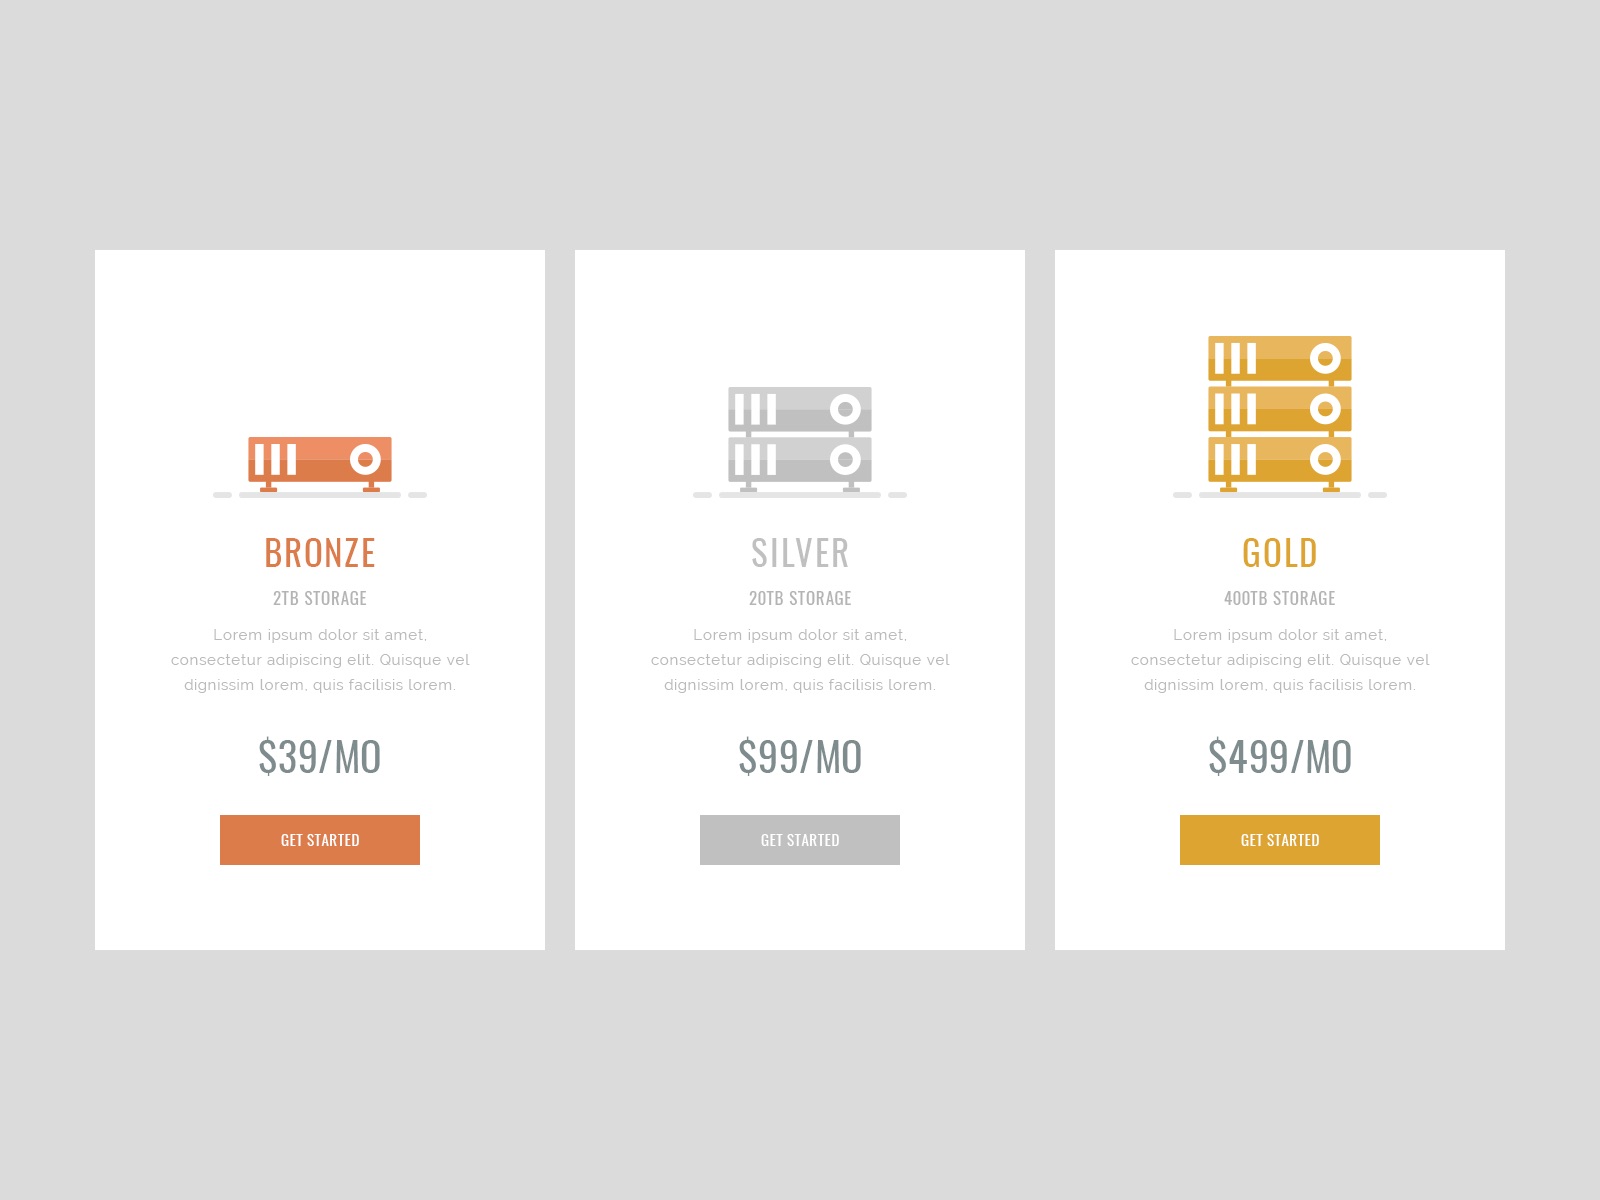 BRONZE
2TB STORAGE
Lorem ipsum dolor sit amet,
consectetur adipiscing elit. Quisque vel
dignissim lorem, quis facilisis lorem.
$39/MO
GET STARTED
SILVER
20TB STORAGE
Lorem ipsum dolor sit amet,
consectetur adipiscing elit. Quisque vel
dignissim lorem, quis facilisis lorem.
$99/MO
GET STARTED
GOLD
400TB STORAGE
Lorem ipsum dolor sit amet,
consectetur adipiscing elit. Quisque vel
dignissim lorem, quis facilisis lorem.
$499/MO
GET STARTED